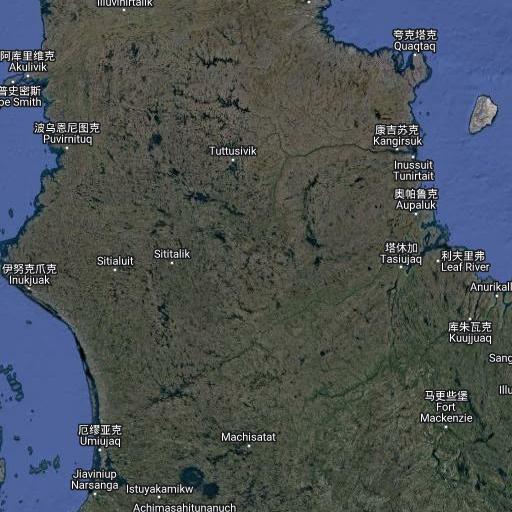 Illuvinirtalik
夸克塔克
Quaqtaq
阿库里维克
Akulivik
普史密斯
pe Smith
波乌恩尼图克
Puvirnituq
康吉苏克
Kangirsuk
Tuttusivik
Inussuit
Tunirtait
奥帕鲁克
Aupaluk
塔休加
Tasiujaq
利夫里弗
Leaf River
Sititalik
Sitialuit
伊努克爪克
Inukjuak
Anurikall
库朱瓦克
Kuujjuaq
Sang
Illu
马更些堡
Fort
Mackenzie
厄缪亚克
Umiujaq
Machisatat
Jiaviniup
Narsanga
Istuyakamikw
Achimasahitunanuch